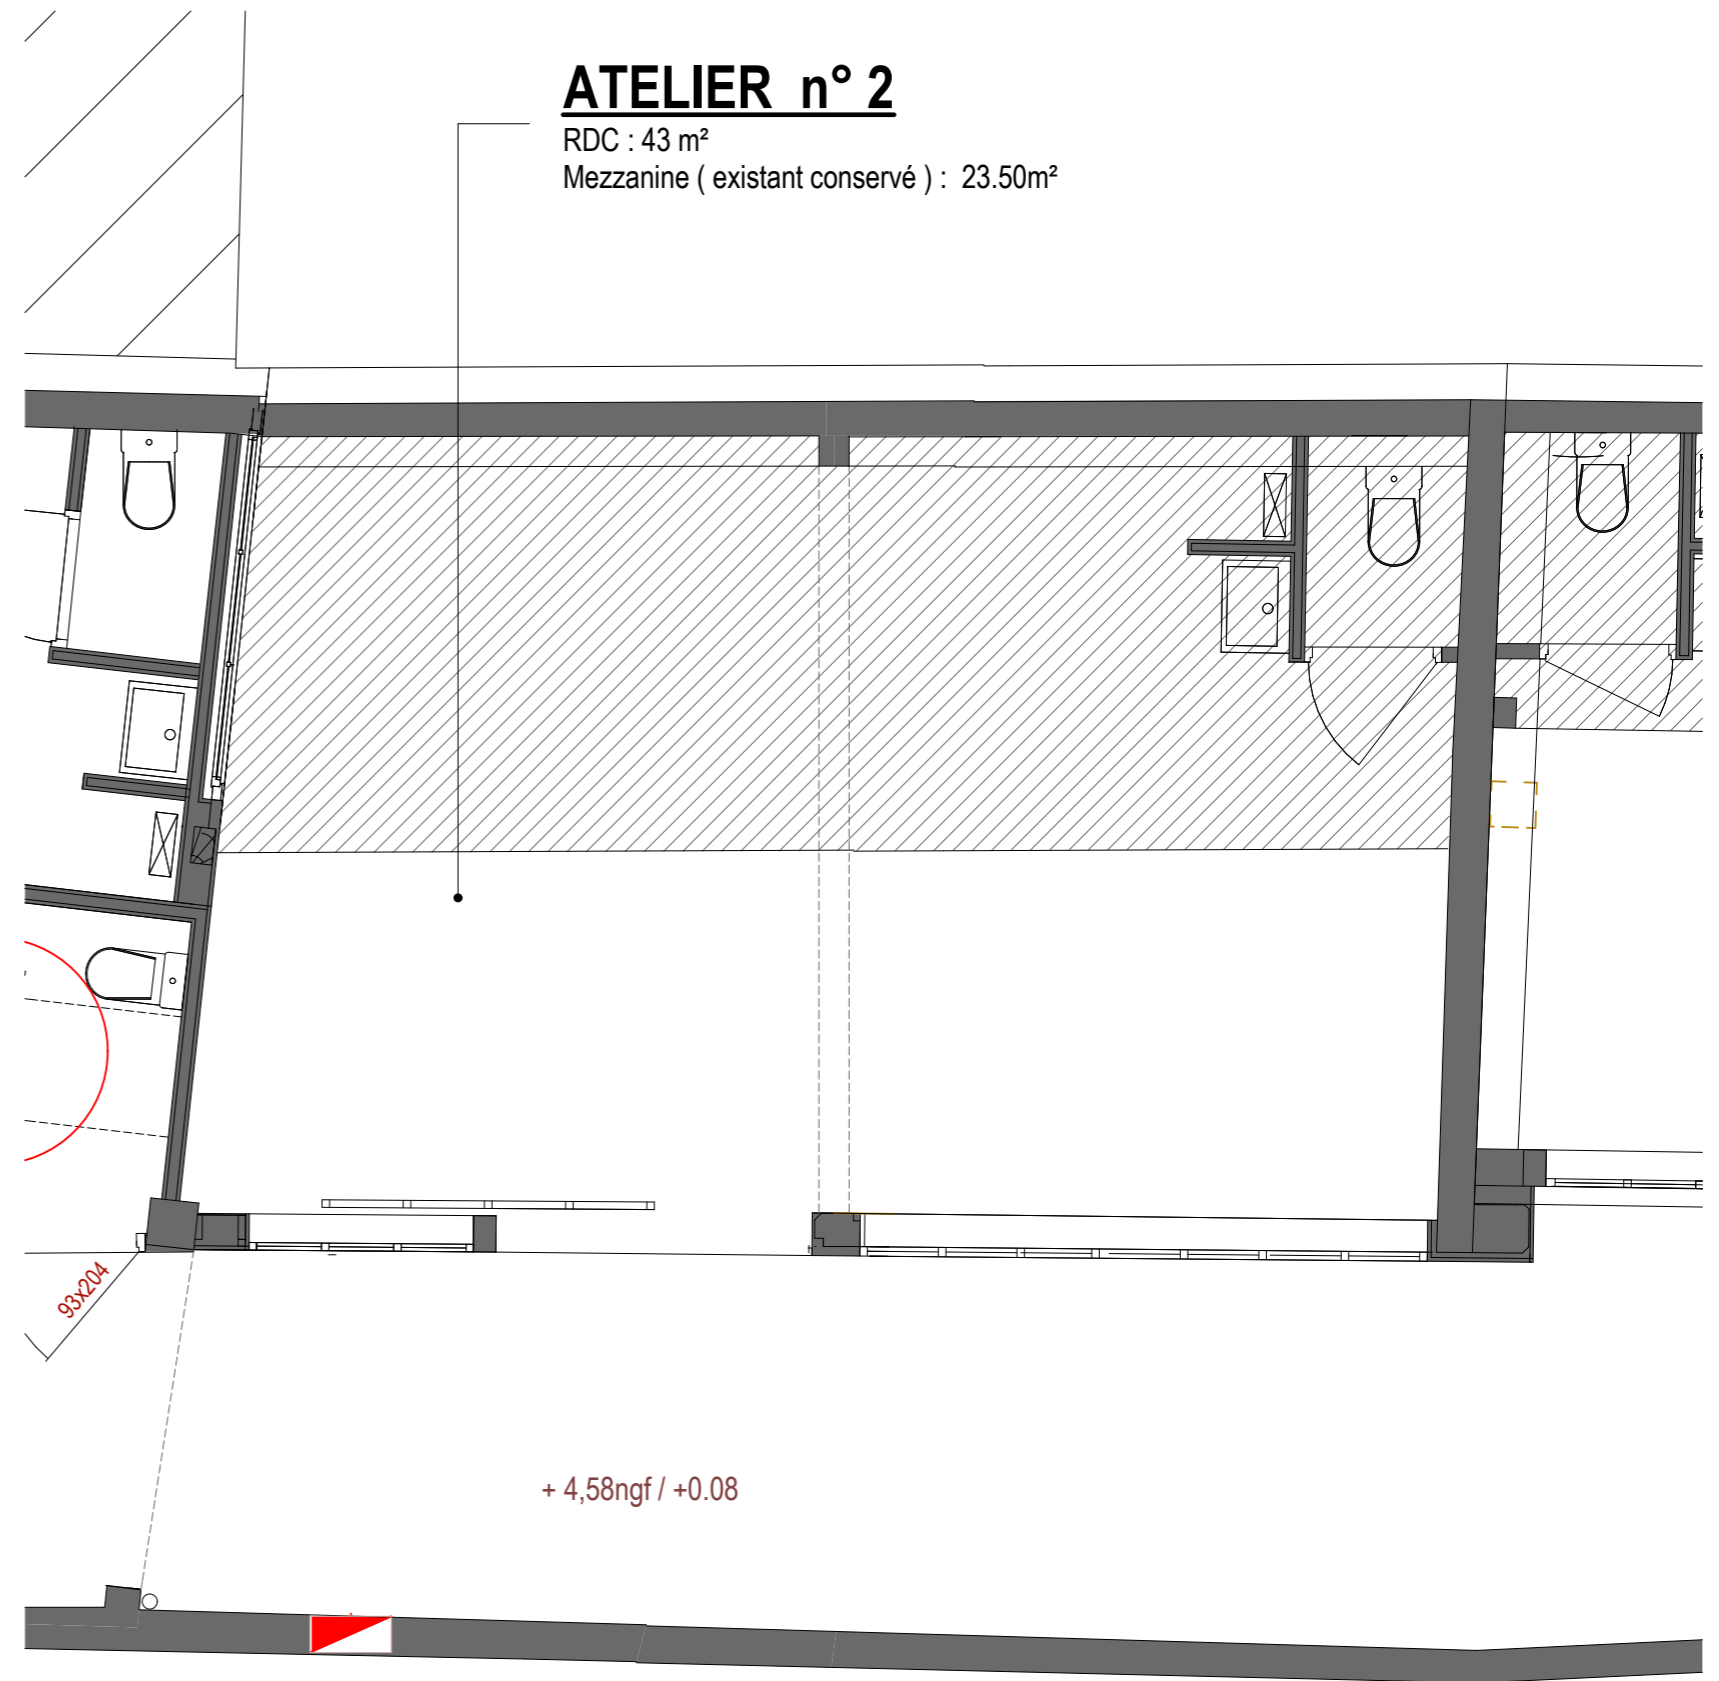 ATELIER n° 2
RDC : 43 m²
Mezzanine ( existant conservé ) : 23.50m²
93x204
+ 4,58ngf / +0.08